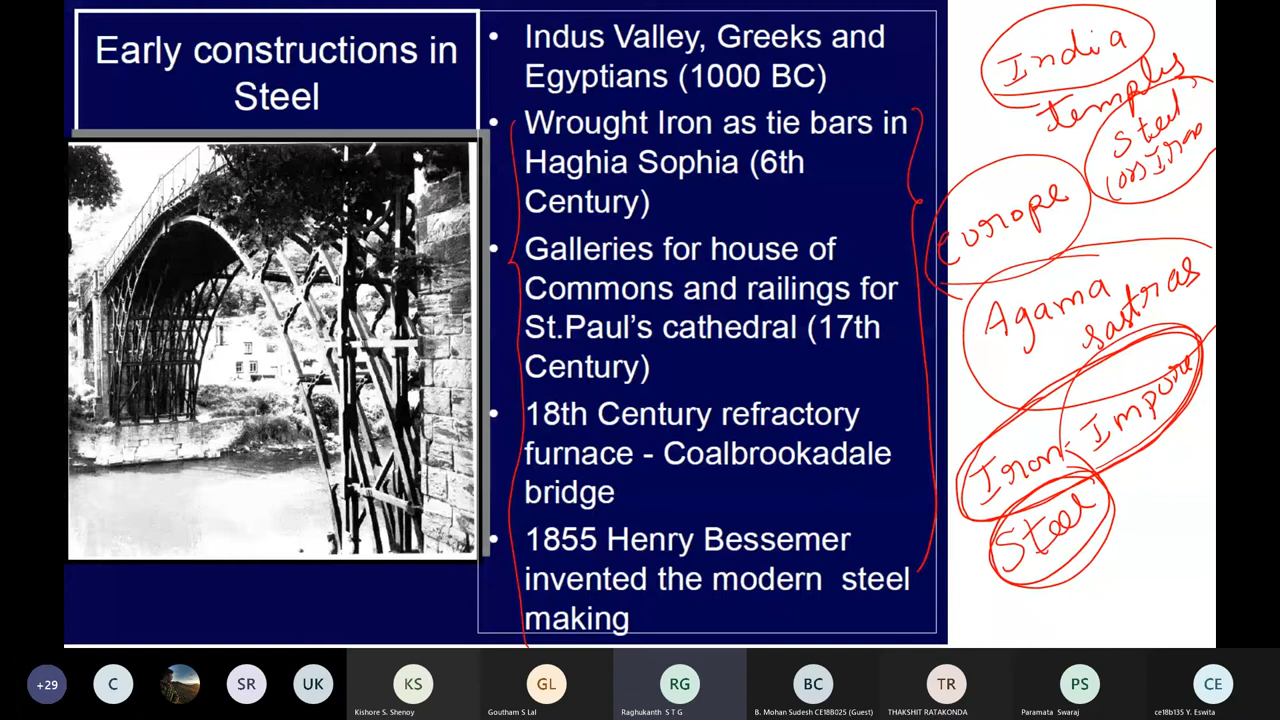 Early constructions in
Steel
• Indus Valley, Greeks and
Egyptians (1000 BC)
• Wrought Iron as tie bars in
Haghia Sophia (6th
Century)
• Galleries for house of
Commons and railings for
St.Paul's cathedral (17th
Century)
• 18th Century refractory
furnace - Coalbrookadale
bridge
• 1855 Henry Bessemer
invented the modern steel
making
India
temples
Steel
(or) Iron
Europe
Agama
sastras
Iron - Impure
Steel
+29
C
SR
UK
KS
Kishore S. Shenoy
GL
Goutham S Lal
RG
Raghukanth S T G
BC
B. Mohan Sudesh CE18B025 (Guest)
TR
THAKSHIT RATAKONDA
PS
Paramata Swaraj
CE
ce18b135 Y. Eswita